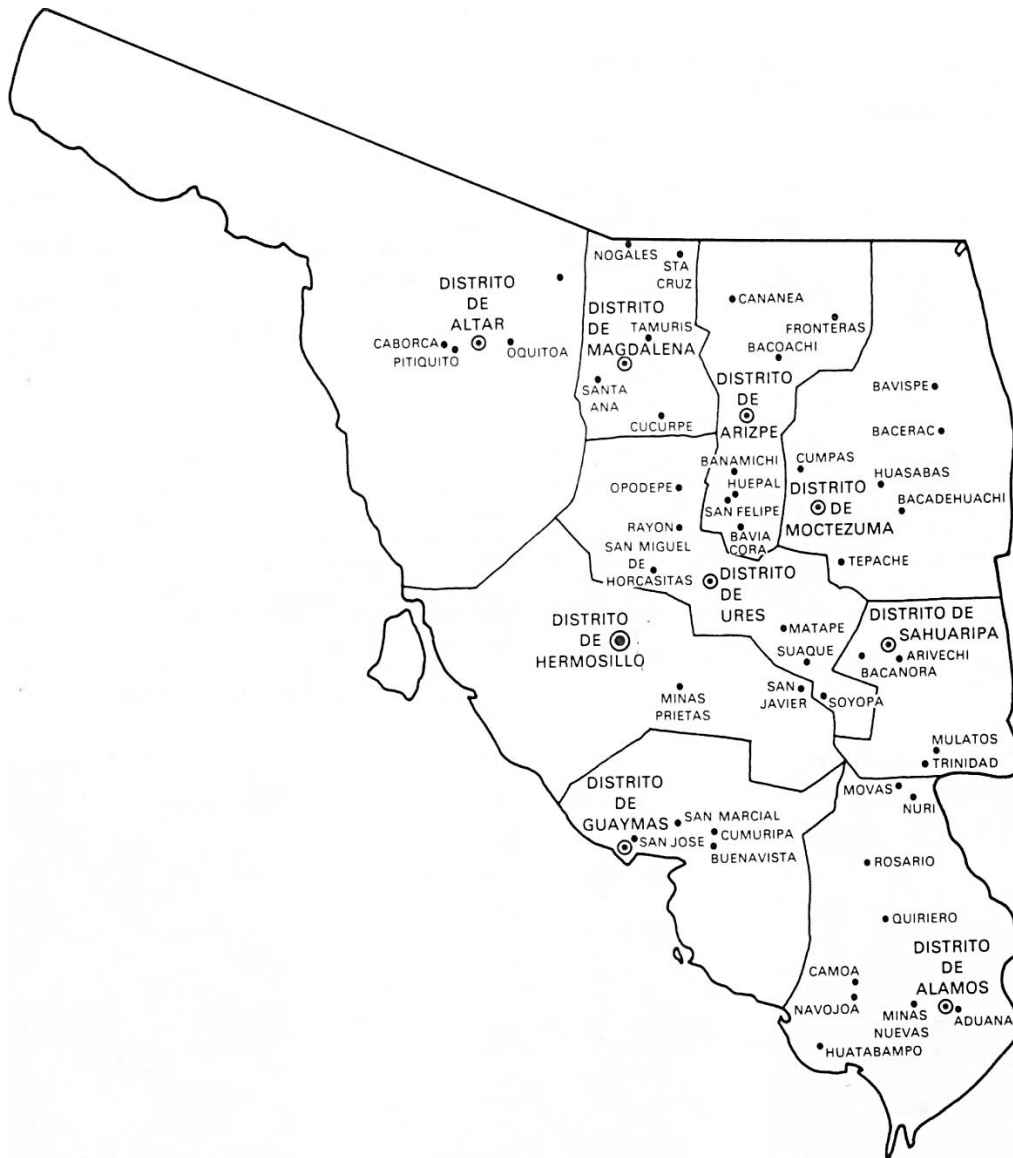 NOGALES
STA
CRUZ
DISTRITO
DE
ALTAR
CABORCA
PITIQUITO
OQUITOA
DISTRITO
DE
MAGDALENA
TAMURIS
SANTA
ANA
CUCURPE
CANANEA
FRONTERAS
BACOACHI
DISTRITO
DE
ARIZPE
BANAMICHI
HUEPAL
SAN FELIPE
BAVIA
CORA
BAVISPE
BACERAC
CUMPAS
HUASABAS
DISTRITO
DE
MOCTEZUMA
BACADEHUACHI
TEPACHE
OPODEPE
RAYON
SAN MIGUEL
DE
HORCASITAS
DISTRITO
DE
URES
MATAPE
SUAQUE
SAN
JAVIER
SOYOPA
DISTRITO DE
SAHUARIPA
ARIVECHI
BACANORA
MULATOS
TRINIDAD
DISTRITO
DE
HERMOSILLO
MINAS
PRIETAS
DISTRITO
DE
GUAYMAS
SAN MARCIAL
SAN JOSE
CUMURIPA
BUENAVISTA
MOVAS
NURI
ROSARIO
QUIRIERO
DISTRITO
DE
ALAMOS
CAMOA
NAVOJOA
MINAS
NUEVAS
ADUANA
HUATABAMPO